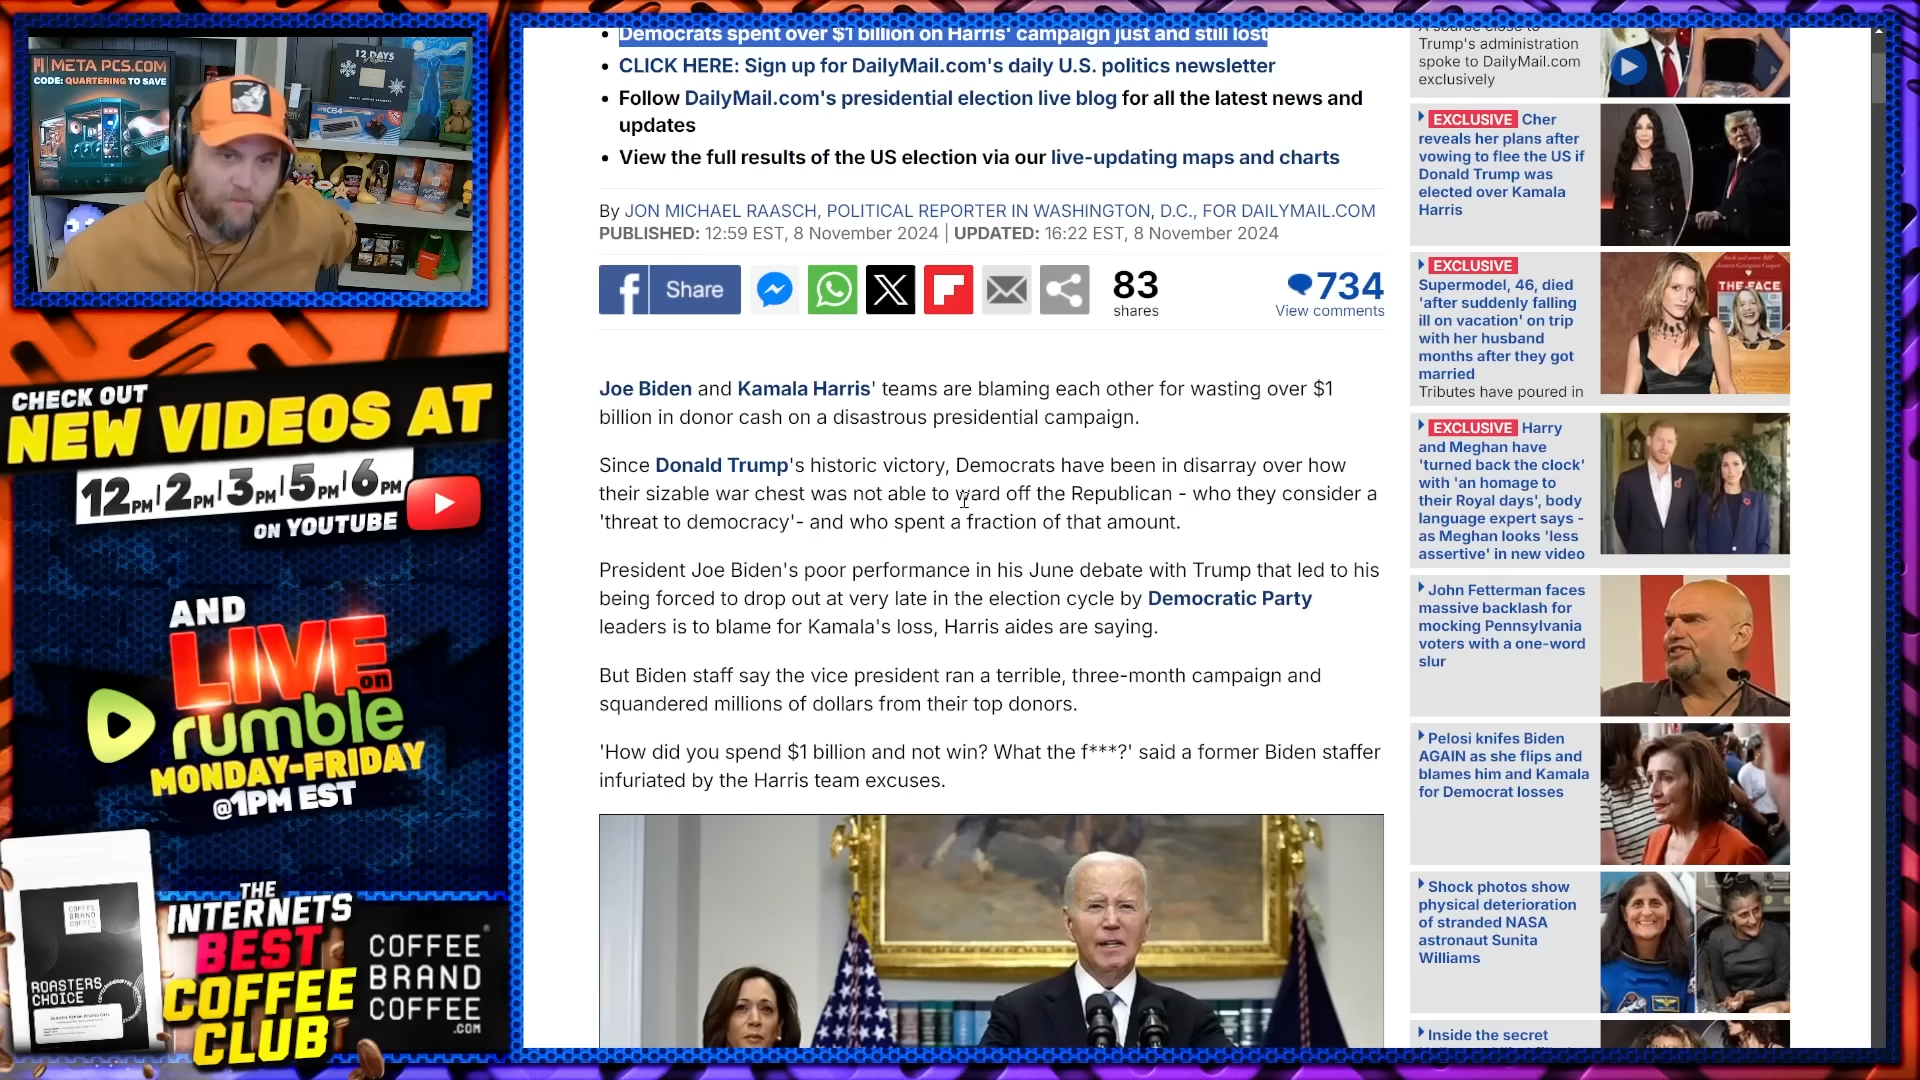 META PCS.COM
CODE: QUARTERING TO SAVE
12 DAYS
C64
CHECK OUT
NEW VIDEOS AT
12PM | 2PM | 3PM | 5PM | 6PM
ON YOUTUBE
AND
LIVE on
rumble
MONDAY-FRIDAY
@1PM EST
COFFEE
BRAND
COFFEE
ROASTERS
CHOICE
THE
INTERNETS
BEST
COFFEE
CLUB
COFFEE
BRAND
COFFEE
.COM
Democrats spent over $1 billion on Harris' campaign just and still lost
CLICK HERE: Sign up for DailyMail.com's daily U.S. politics newsletter
Follow DailyMail.com's presidential election live blog for all the latest news and
updates
View the full results of the US election via our live-updating maps and charts
By JON MICHAEL RAASCH, POLITICAL REPORTER IN WASHINGTON, D.C., FOR DAILYMAIL.COM
PUBLISHED: 12:59 EST, 8 November 2024 | UPDATED: 16:22 EST, 8 November 2024
Share
83
shares
734
View comments
Joe Biden and Kamala Harris' teams are blaming each other for wasting over $1
billion in donor cash on a disastrous presidential campaign.
Since Donald Trump's historic victory, Democrats have been in disarray over how
their sizable war chest was not able to ward off the Republican - who they consider a
'threat to democracy'- and who spent a fraction of that amount.
President Joe Biden's poor performance in his June debate with Trump that led to his
being forced to drop out at very late in the election cycle by Democratic Party
leaders is to blame for Kamala's loss, Harris aides are saying.
But Biden staff say the vice president ran a terrible, three-month campaign and
squandered millions of dollars from their top donors.
'How did you spend $1 billion and not win? What the f***?' said a former Biden staffer
infuriated by the Harris team excuses.
A source close to
Trump's administration
spoke to DailyMail.com
exclusively
EXCLUSIVE Cher
reveals her plans after
vowing to flee the US if
Donald Trump was
elected over Kamala
Harris
EXCLUSIVE
Supermodel, 46, died
'after suddenly falling
ill on vacation' on trip
with her husband
months after they got
married
Tributes have poured in
THE FACE
EXCLUSIVE Harry
and Meghan have
'turned back the clock'
with 'an homage to
their Royal days', body
language expert says -
as Meghan looks 'less
assertive' in new video
John Fetterman faces
massive backlash for
mocking Pennsylvania
voters with a one-word
slur
Pelosi knifes Biden
AGAIN as she flips and
blames him and Kamala
for Democrat losses
Shock photos show
physical deterioration
of stranded NASA
astronaut Sunita
Williams
Inside the secret